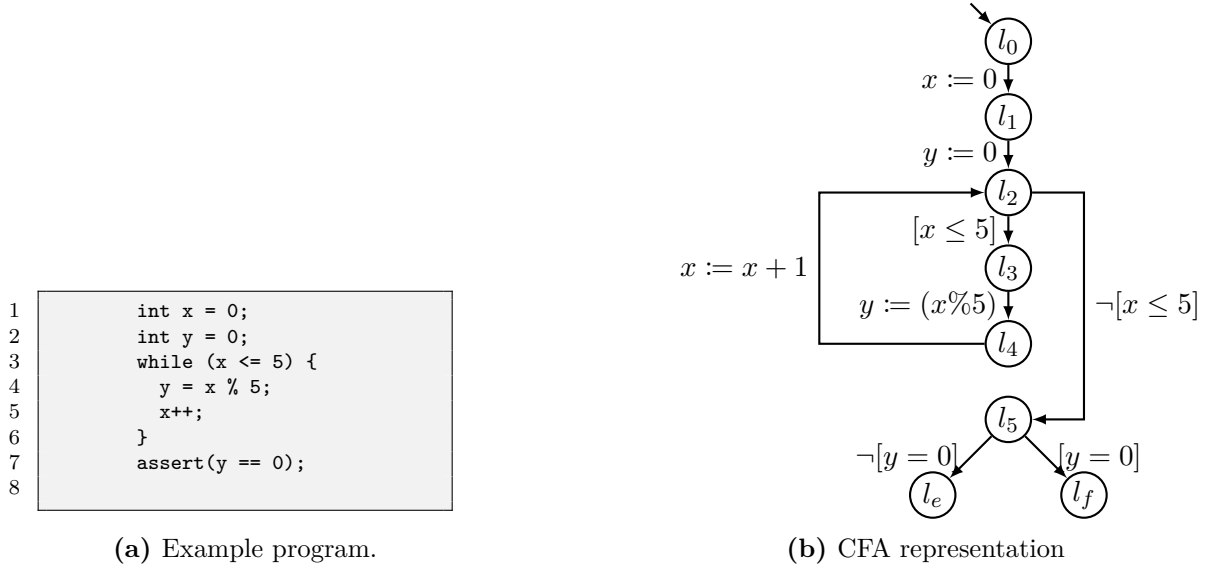 1 int x = 0;
2 int y = 0;
3 while (x <= 5) {
4 y = x % 5;
5 x++;
6 }
7 assert(y == 0);
8
(a) Example program.
l₀
x := 0
l₁
y := 0
l₂
[x ≤ 5]
x := x + 1
l₃
y := (x%5)
¬[x ≤ 5]
l₄
l₅
¬[y = 0] [y = 0]
lₑ l_f
(b) CFA representation